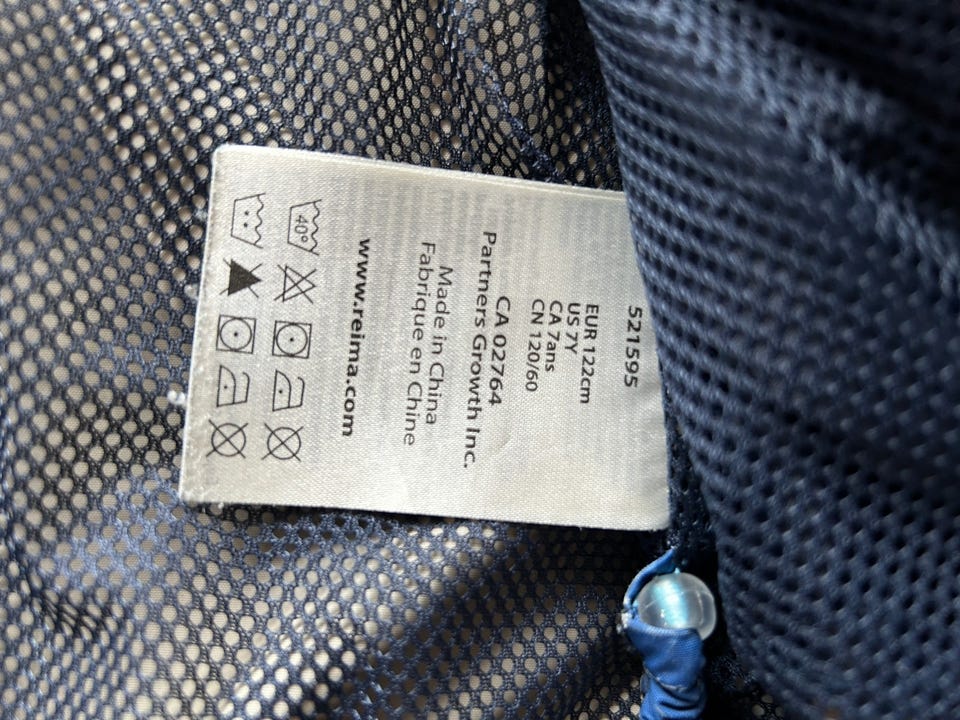 521595
EUR 122cm
US 7Y
CA 7ans
CN 120/60
CA 02764
Partners Growth Inc.
Made in China
Fabriqué en Chine
www.reima.com
40°